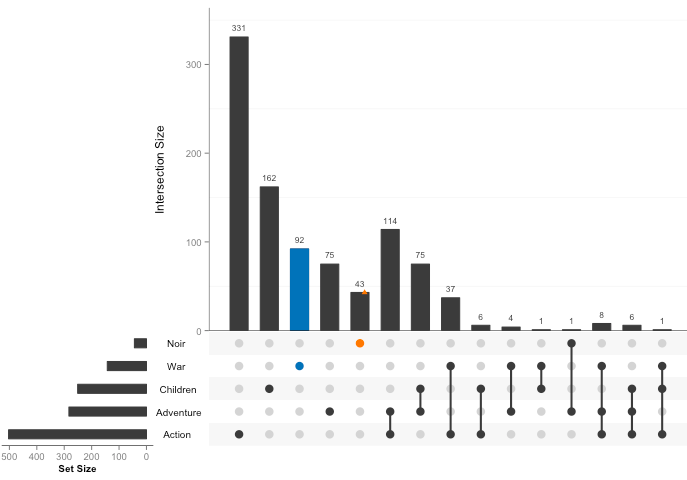 331
300
162
Intersection Size
200
114
92
75
75
100
43
37
6
4
1
1
8
6
1
0
Noir
War
Children
Adventure
Action
500 400 300 200 100 0
Set Size